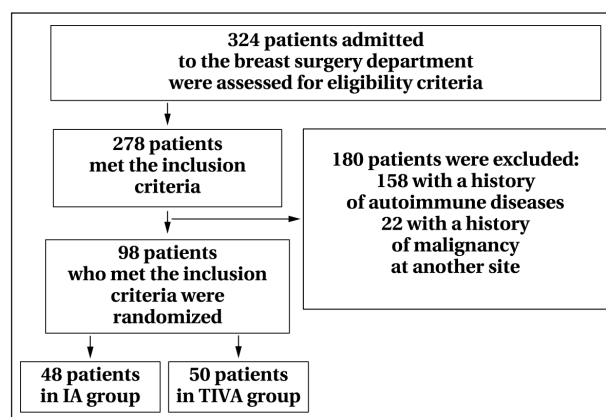 324 patients admitted
to the breast surgery department
were assessed for eligibility criteria
278 patients
met the inclusion
criteria
180 patients were excluded:
158 with a history
of autoimmune diseases
22 with a history
of malignancy
at another site
98 patients
who met the inclusion
criteria were
randomized
48 patients
in IA group
50 patients
in TIVA group